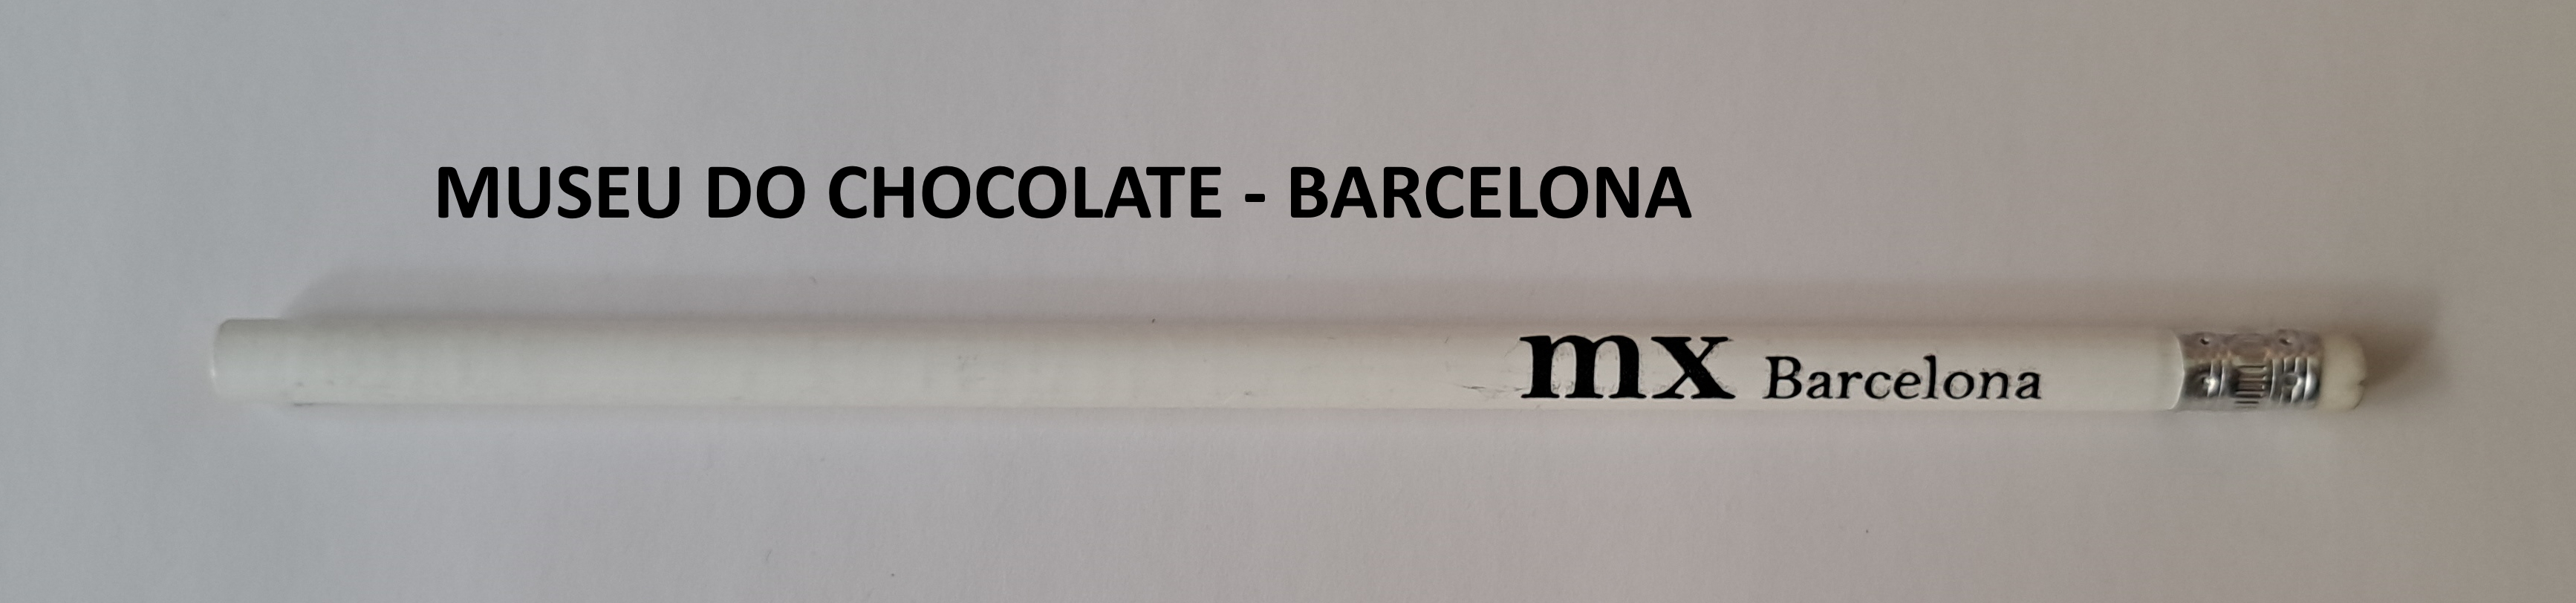 MUSEU DO CHOCOLATE - BARCELONA
mx Barcelona